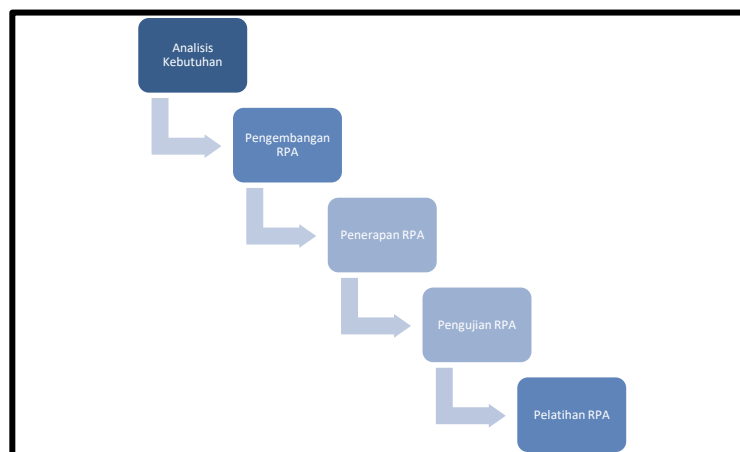 Analisis
Kebutuhan
Pengembangan
RPA
Penerapan RPA
Pengujian RPA
Pelatihan RPA